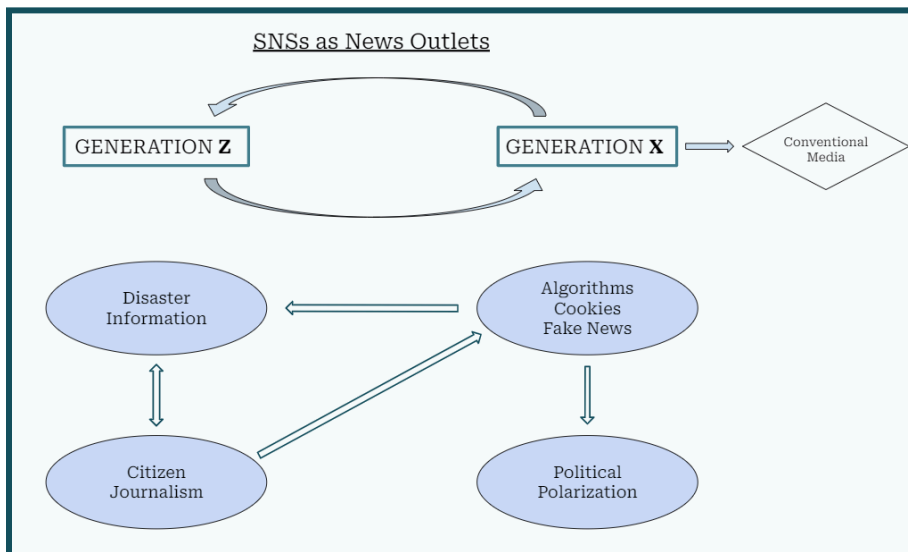 SNSs as News Outlets
GENERATION Z
GENERATION X
Conventional
Media
Disaster
Information
Algorithms
Cookies
Fake News
Citizen
Journalism
Political
Polarization